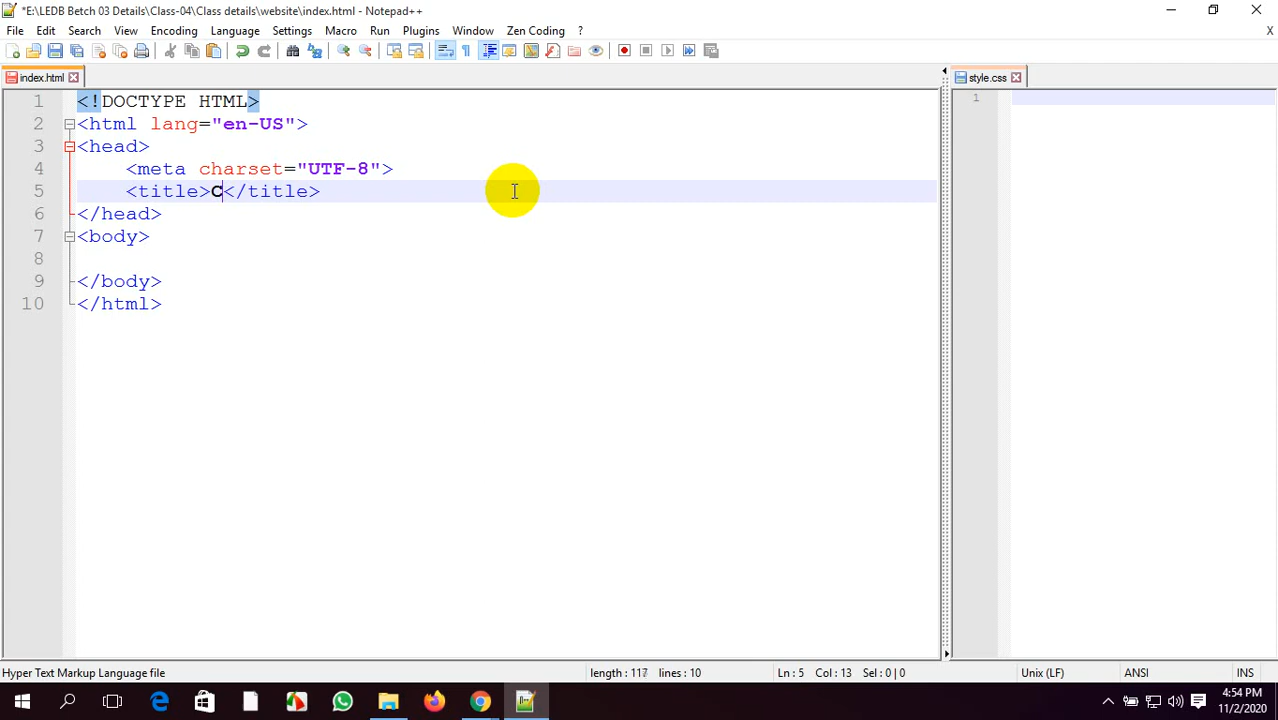 *E:\LEDB Betch 03 Details\Class-04\Class details\website\index.html - Notepad++
File Edit Search View Encoding Language Settings Macro Run Plugins Window Zen Coding ? X
index.html
style.css
1 <!DOCTYPE HTML>
2 <html lang="en-US">
3 <head>
4 <meta charset="UTF-8">
5 <title>C</title>
6 </head>
7 <body>
8
9 </body>
10 </html>
1
Hyper Text Markup Language file length : 117 lines : 10 Ln : 5 Col : 13 Sel : 0 | 0 Unix (LF) ANSI INS
4:54 PM
11/2/2020